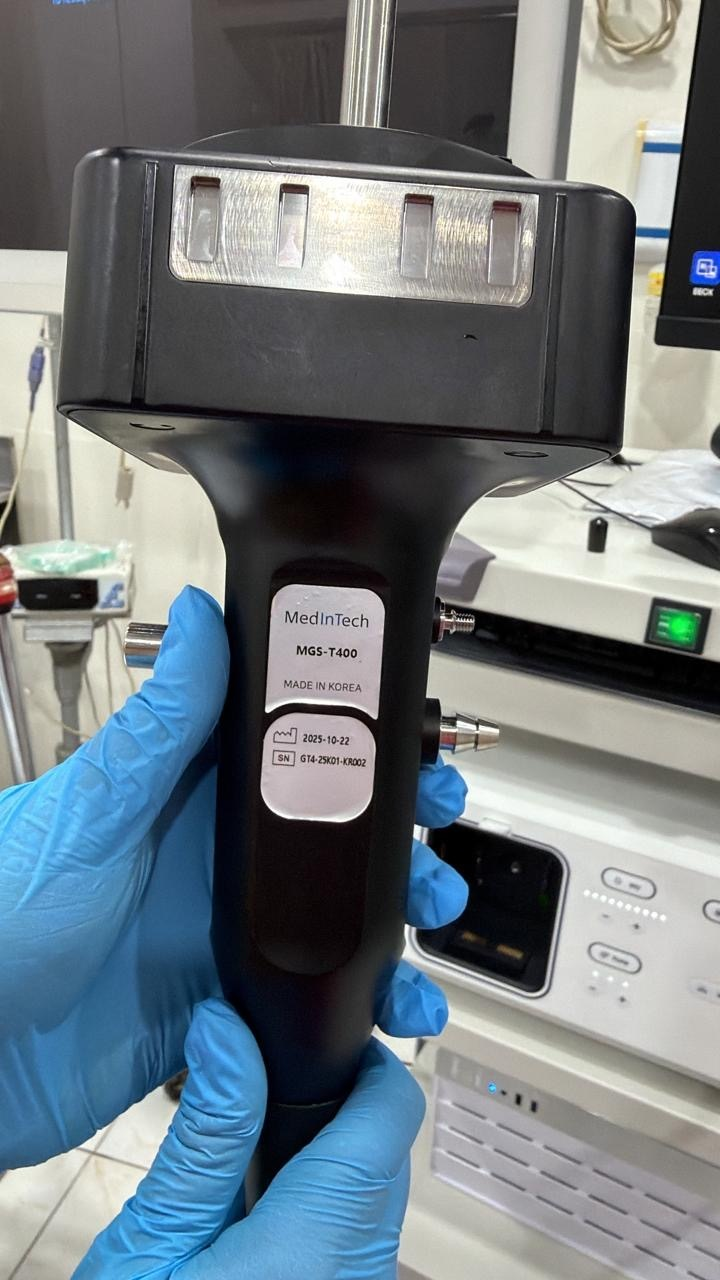 MedInTech
MGS-T400
MADE IN KOREA
2025-10-22
SN GT4-25K01-KR002